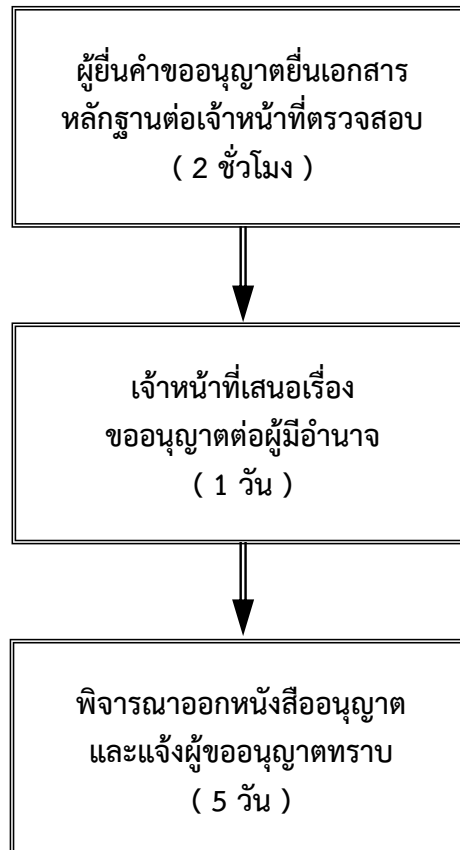 ผู้ยื่นคำขออนุญาตยื่นเอกสาร
หลักฐานต่อเจ้าหน้าที่ตรวจสอบ
( 2 ชั่วโมง )
เจ้าหน้าที่เสนอเรื่อง
ขออนุญาตต่อผู้มีอำนาจ
( 1 วัน )
พิจารณาออกหนังสืออนุญาต
และแจ้งผู้ขออนุญาตทราบ
( 5 วัน )